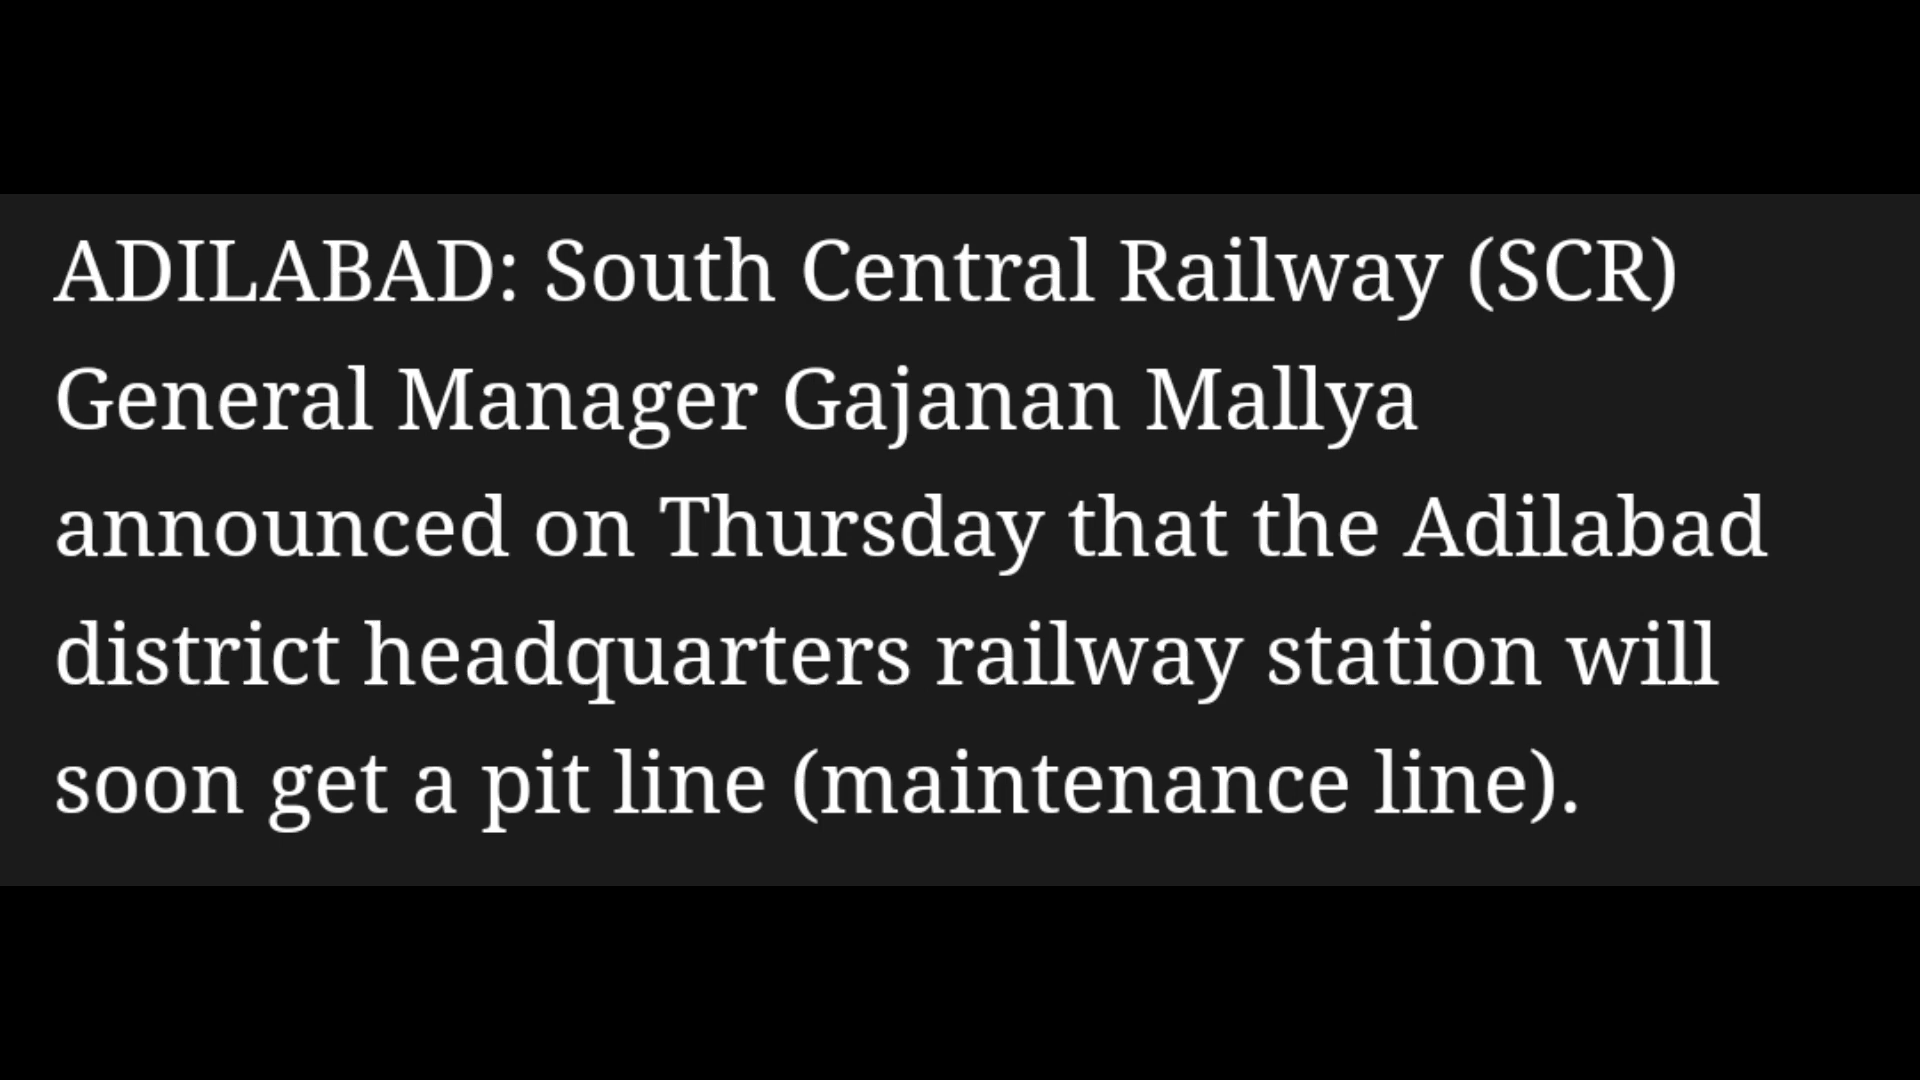 ADILABAD: South Central Railway (SCR)
General Manager Gajanan Mallya
announced on Thursday that the Adilabad
district headquarters railway station will
soon get a pit line (maintenance line).